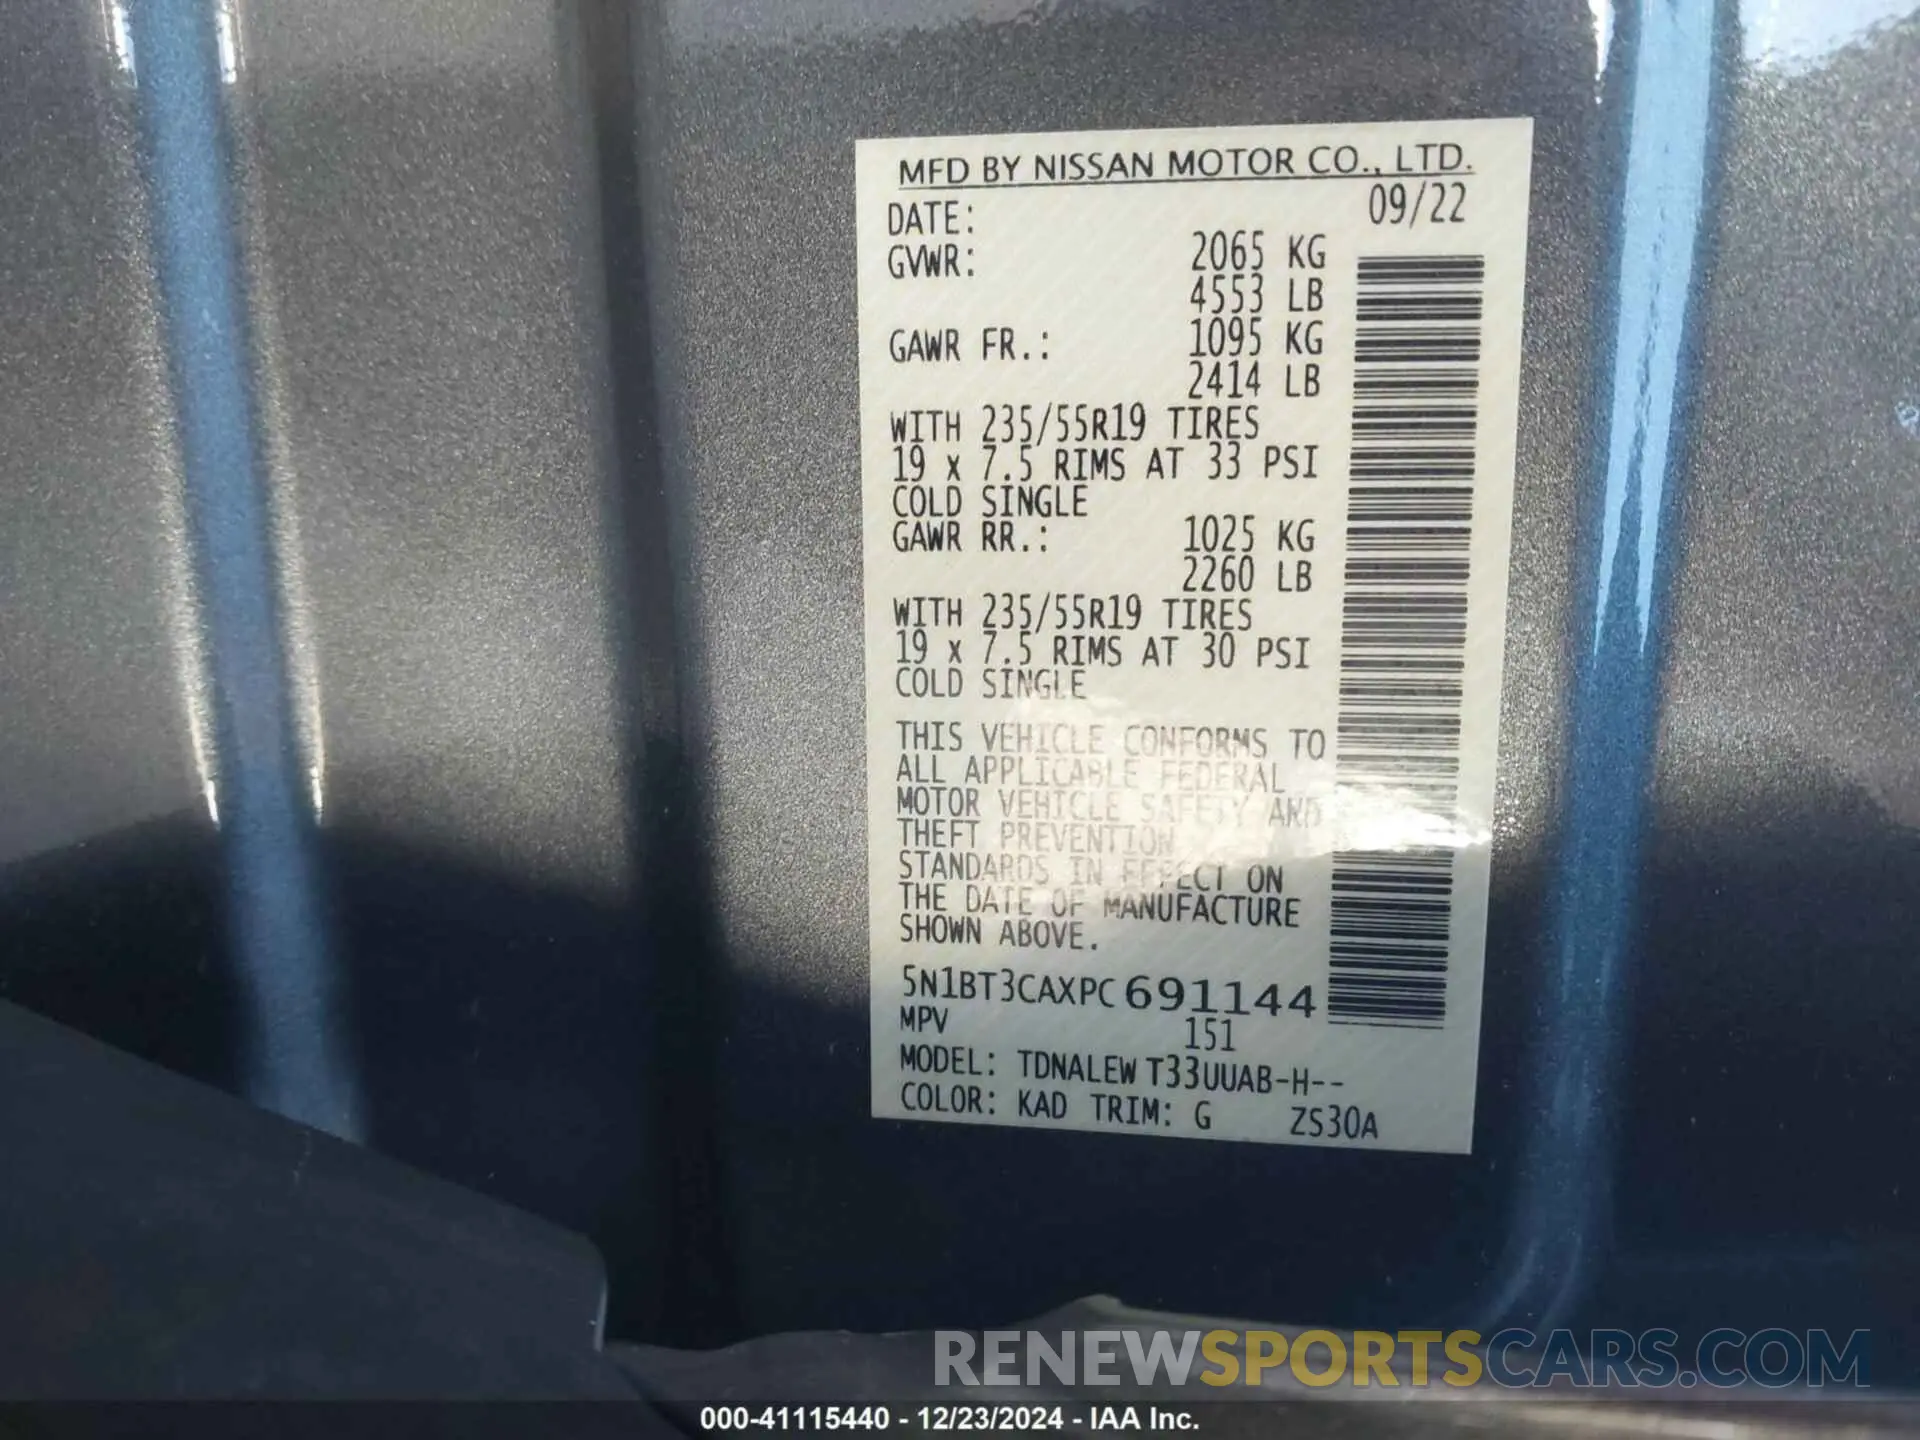 MFD BY NISSAN MOTOR CO., LTD.
DATE: 09/22
GVWR: 2065 KG
4553 LB
GAWR FR.: 1095 KG
2414 LB
WITH 235/55R19 TIRES
19 x 7.5 RIMS AT 33 PSI
COLD SINGLE
GAWR RR.: 1025 KG
2260 LB
WITH 235/55R19 TIRES
19 x 7.5 RIMS AT 30 PSI
COLD SINGLE
THIS VEHICLE CONFORMS TO
ALL APPLICABLE FEDERAL
MOTOR VEHICLE SAFETY AND
THEFT PREVENTION
STANDARDS IN EFFECT ON
THE DATE OF MANUFACTURE
SHOWN ABOVE.
5N1BT3CAXPC691144
MPV 151
MODEL: TDNALEW T33UUAB-H--
COLOR: KAD TRIM: G ZS30A
RENEWSPORTSCARS.COM
000-41115440 - 12/23/2024 - IAA Inc.